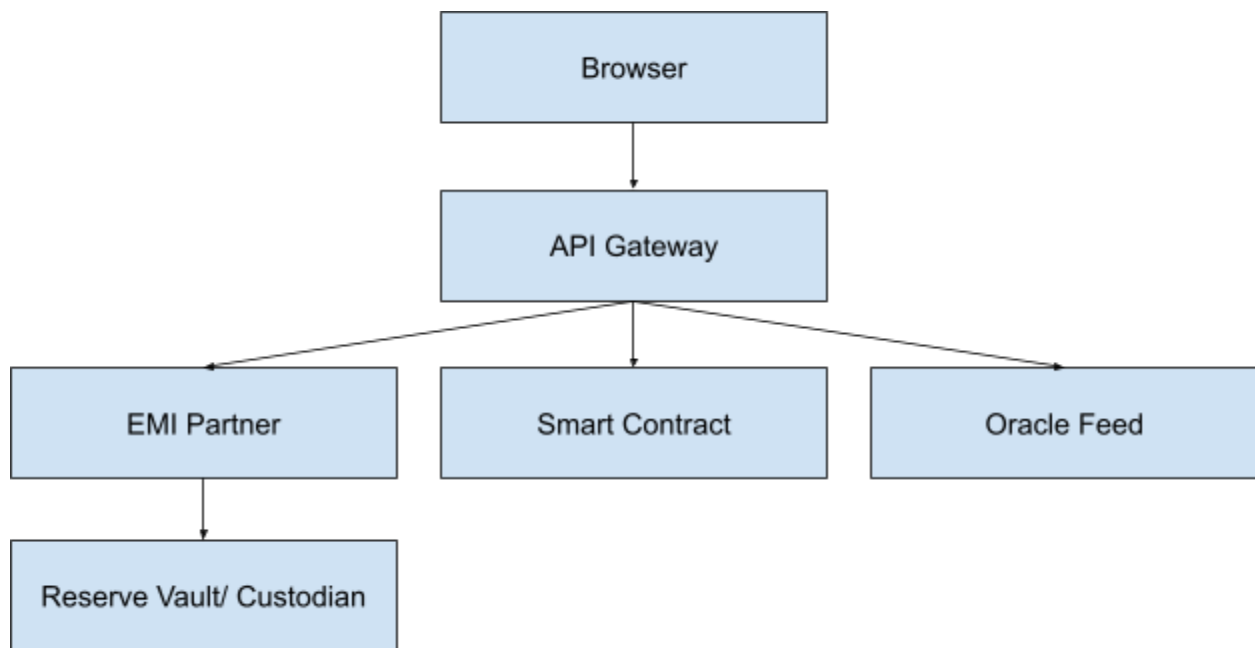 Browser
API Gateway
EMI Partner
Smart Contract
Oracle Feed
Reserve Vault/ Custodian